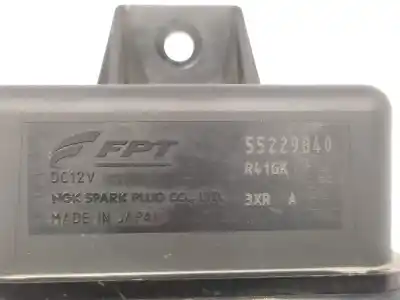 FPT 55229840
DC12V R41GK
NGK SPARK PLUG CO., LTD. 3XR A
MADE IN JAPAN